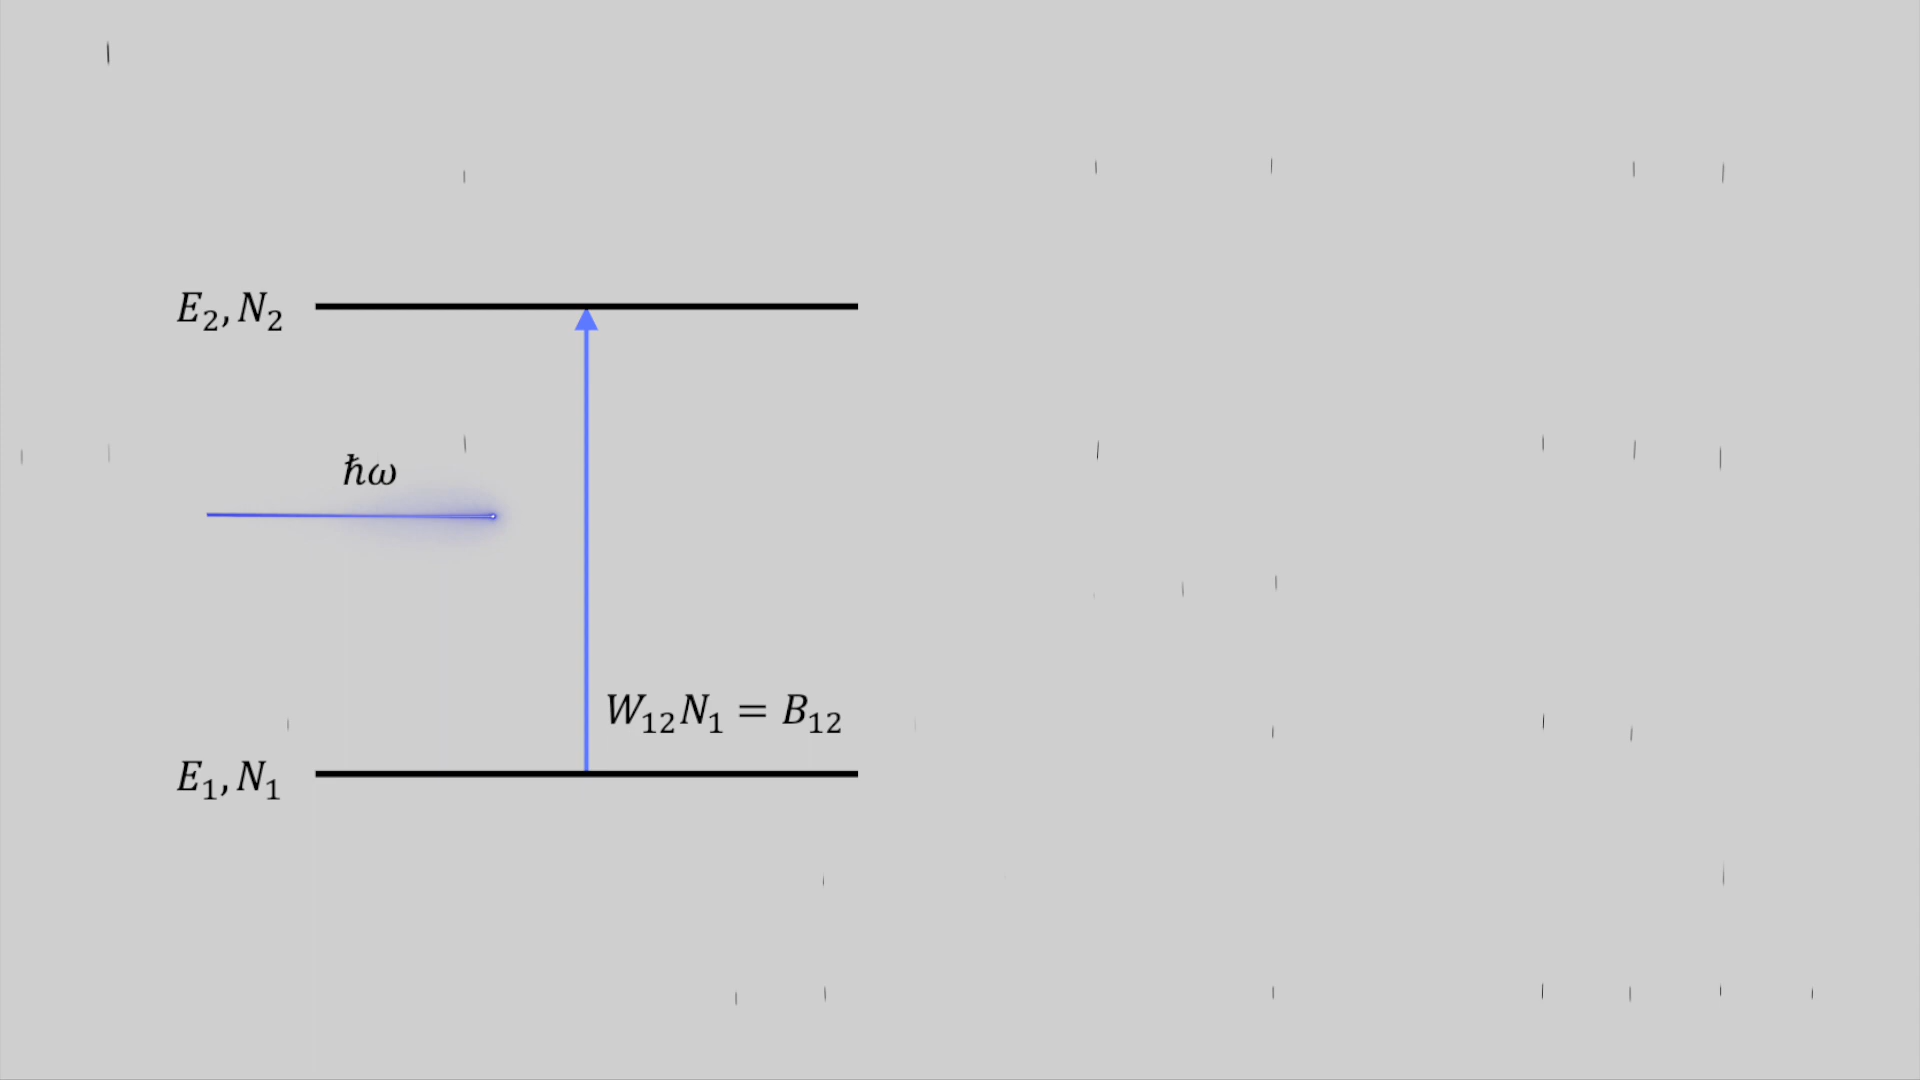 E₂, N₂
ħω
W₁₂N₁ = B₁₂
E₁, N₁